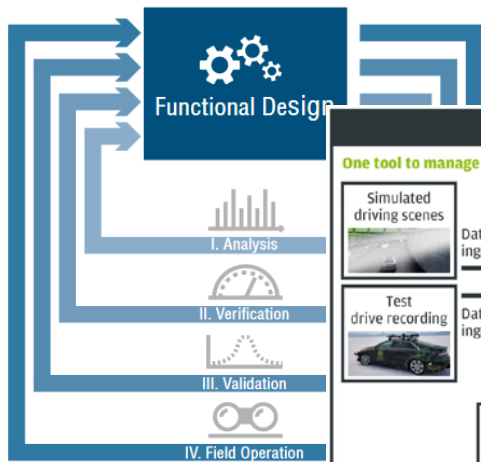 Functional Design
One tool to manage
Simulated
driving scenes
I. Analysis
Test
drive recording
II. Verification
III. Validation
IV. Field Operation